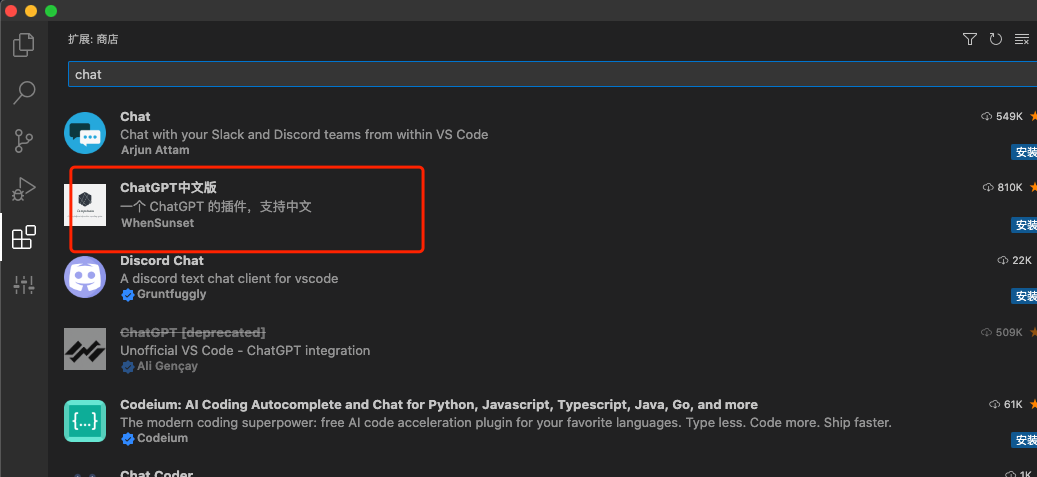 扩展: 商店
chat
Chat
549K
Chat with your Slack and Discord teams from within VS Code
Arjun Attam
安装
ChatGPT中文版
810K
一个 ChatGPT 的插件，支持中文
WhenSunset
安装
Discord Chat
22K
A discord text chat client for vscode
Gruntfuggly
安装
ChatGPT [deprecated]
509K
Unofficial VS Code - ChatGPT integration
Ali Gençay
Codeium: AI Coding Autocomplete and Chat for Python, Javascript, Typescript, Java, Go, and more
61K
{...}
The modern coding superpower: free AI code acceleration plugin for your favorite languages. Type less. Code more. Ship faster.
Codeium
安装
Chat Coder
1K